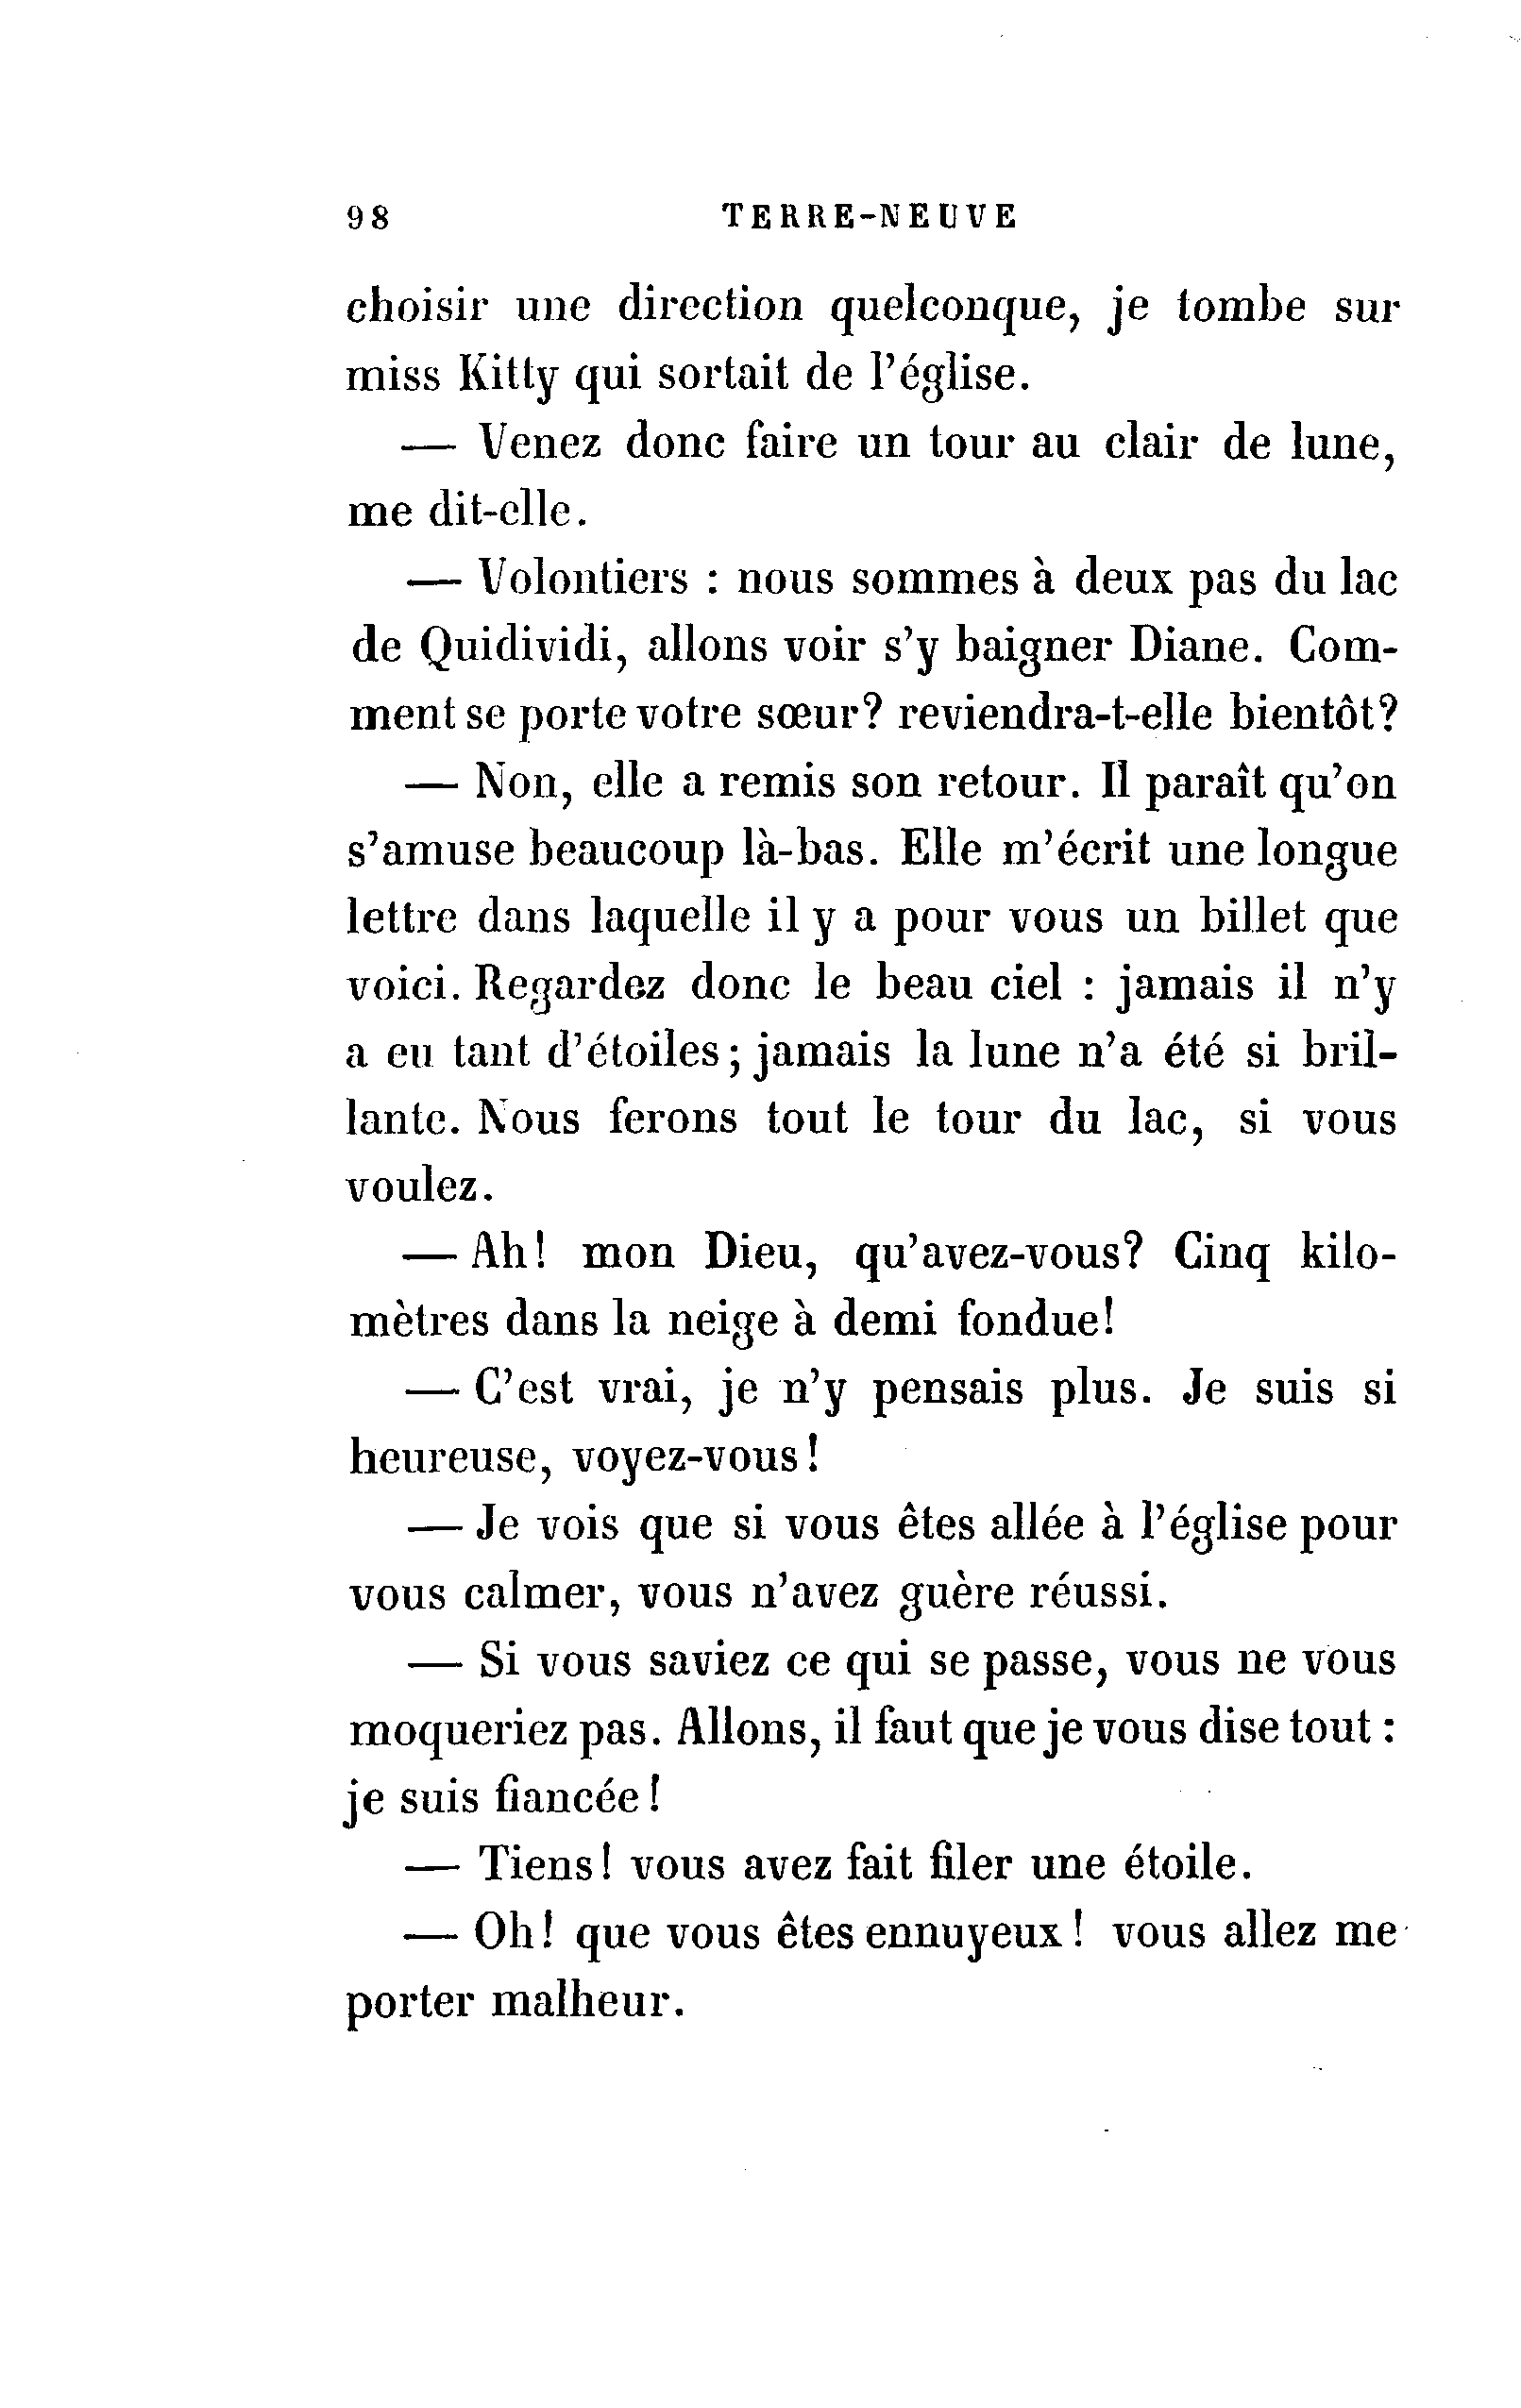 98 TERRE-NEUVE
choisir une direction quelconque, je tombe sur
miss Kitty qui sortait de l'église.
— Venez donc faire un tour au clair de lune,
me dit-elle.
— Volontiers : nous sommes à deux pas du lac
de Quidividi, allons voir s'y baigner Diane. Com-
ment se porte votre sœur? reviendra-t-elle bientôt?
— Non, elle a remis son retour. Il paraît qu'on
s'amuse beaucoup là-bas. Elle m'écrit une longue
lettre dans laquelle il y a pour vous un billet que
voici. Regardez donc le beau ciel : jamais il n'y
a eu tant d'étoiles; jamais la lune n'a été si bril-
lante. Nous ferons tout le tour du lac, si vous
voulez.
— Ah! mon Dieu, qu'avez-vous? Cinq kilo-
mètres dans la neige à demi fondue!
— C'est vrai, je n'y pensais plus. Je suis si
heureuse, voyez-vous!
— Je vois que si vous êtes allée à l'église pour
vous calmer, vous n'avez guère réussi.
— Si vous saviez ce qui se passe, vous ne vous
moqueriez pas. Allons, il faut que je vous dise tout :
je suis fiancée!
— Tiens! vous avez fait filer une étoile.
— Oh! que vous êtes ennuyeux! vous allez me
porter malheur.